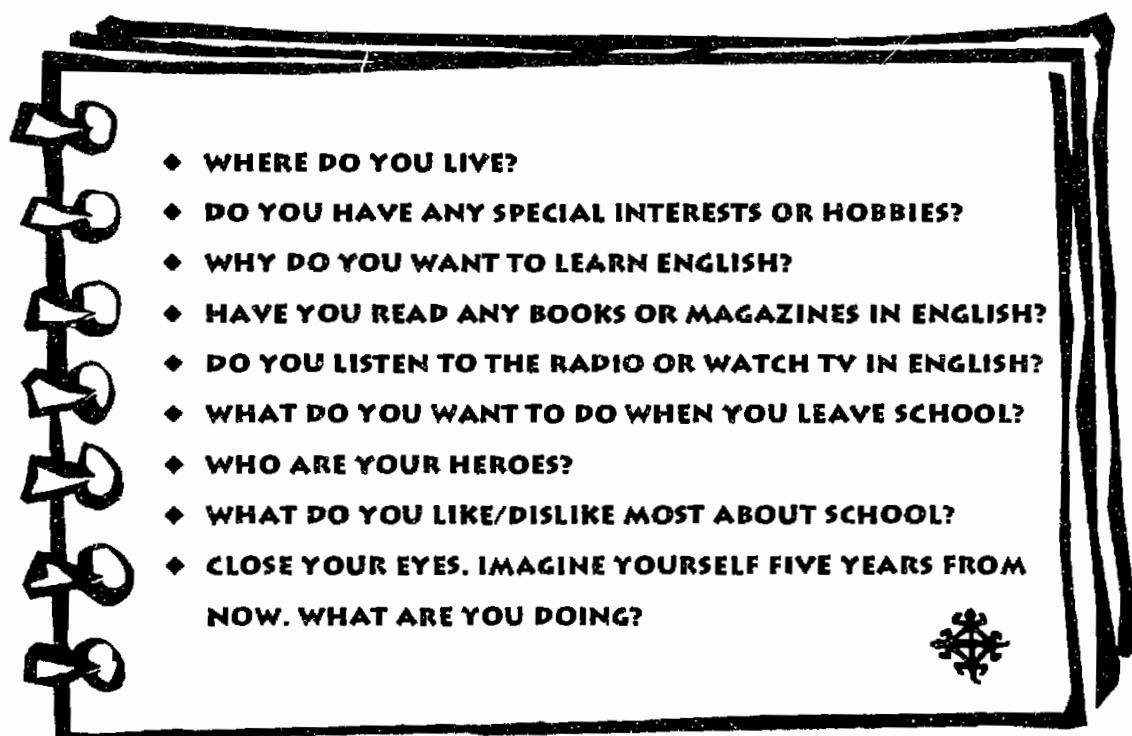 ◆ WHERE DO YOU LIVE?
◆ DO YOU HAVE ANY SPECIAL INTERESTS OR HOBBIES?
◆ WHY DO YOU WANT TO LEARN ENGLISH?
◆ HAVE YOU READ ANY BOOKS OR MAGAZINES IN ENGLISH?
◆ DO YOU LISTEN TO THE RADIO OR WATCH TV IN ENGLISH?
◆ WHAT DO YOU WANT TO DO WHEN YOU LEAVE SCHOOL?
◆ WHO ARE YOUR HEROES?
◆ WHAT DO YOU LIKE/DISLIKE MOST ABOUT SCHOOL?
◆ CLOSE YOUR EYES. IMAGINE YOURSELF FIVE YEARS FROM
NOW. WHAT ARE YOU DOING?